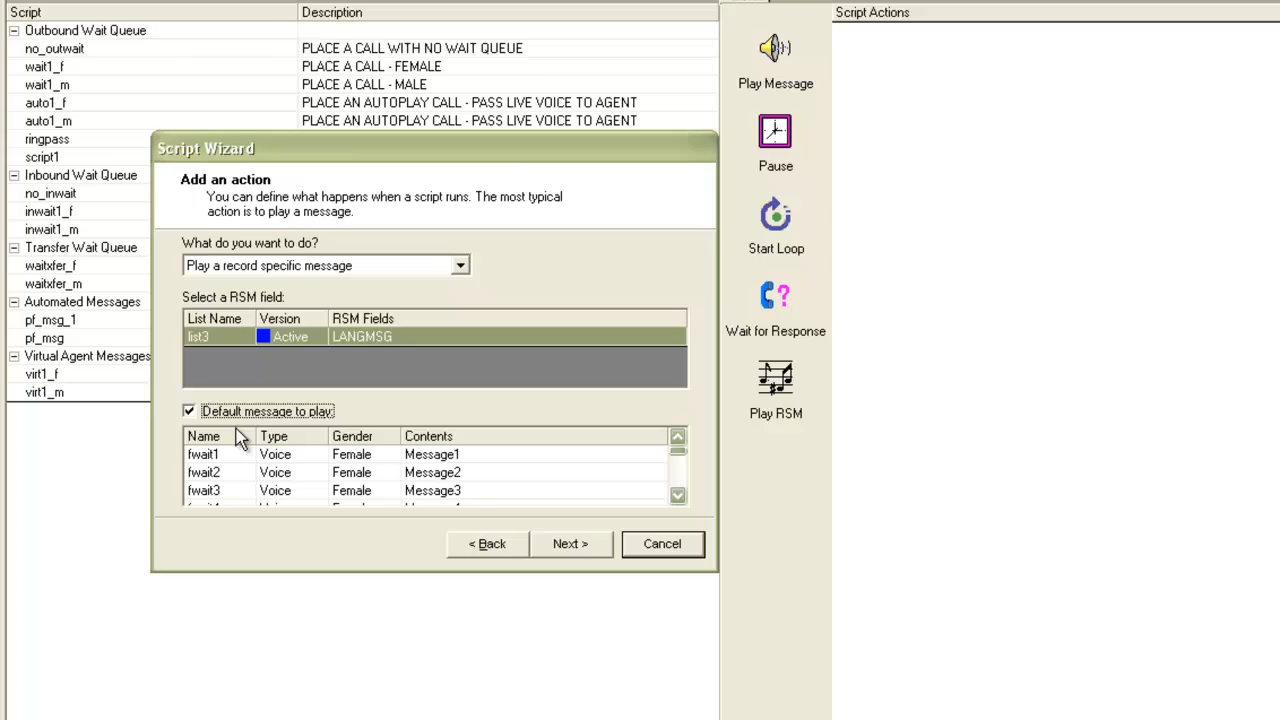 Script Description Script Actions
Outbound Wait Queue
no_outwait PLACE A CALL WITH NO WAIT QUEUE
wait1_f PLACE A CALL - FEMALE
wait1_m PLACE A CALL - MALE
auto1_f PLACE AN AUTOPLAY CALL - PASS LIVE VOICE TO AGENT
auto1_m PLACE AN AUTOPLAY CALL - PASS LIVE VOICE TO AGENT
ringpass
script1
Inbound Wait Queue
no_inwait
inwait1_f
inwait1_m
Transfer Wait Queue
waitxfer_f
waitxfer_m
Automated Messages
pf_msg_1
pf_msg
Virtual Agent Messages
virt1_f
virt1_m
Script Wizard
Add an action
You can define what happens when a script runs. The most typical
action is to play a message.
What do you want to do?
Play a record specific message
Select a RSM field:
List Name Version RSM Fields
list3 Active LANGMSG
Default message to play:
Name Type Gender Contents
fwait1 Voice Female Message1
fwait2 Voice Female Message2
fwait3 Voice Female Message3
< Back Next > Cancel
Play Message
Pause
Start Loop
Wait for Response
Play RSM